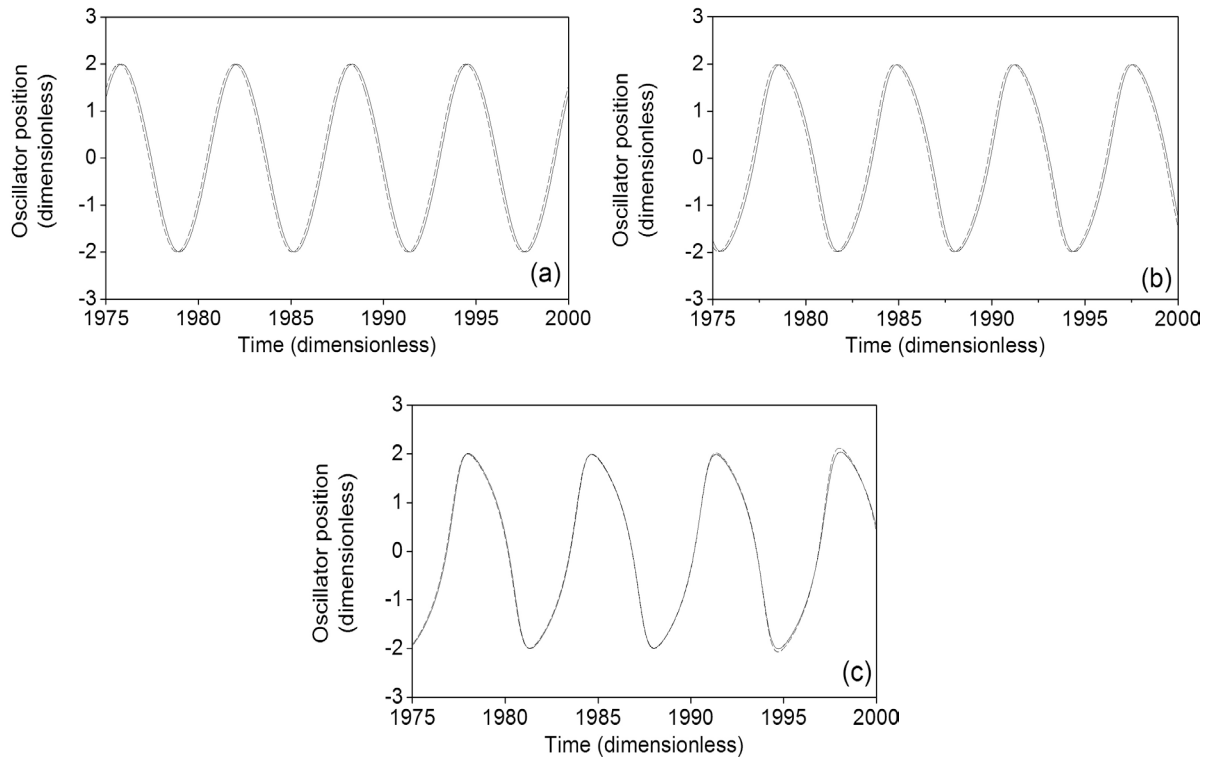 3
2
1
0
-1
-2
-3
Oscillator position
(dimensionless)
(a)
1975 1980 1985 1990 1995 2000
Time (dimensionless)
3
2
1
0
-1
-2
-3
Oscillator position
(dimensionless)
(b)
1975 1980 1985 1990 1995 2000
Time (dimensionless)
3
2
1
0
-1
-2
-3
Oscillator position
(dimensionless)
(c)
1975 1980 1985 1990 1995 2000
Time (dimensionless)